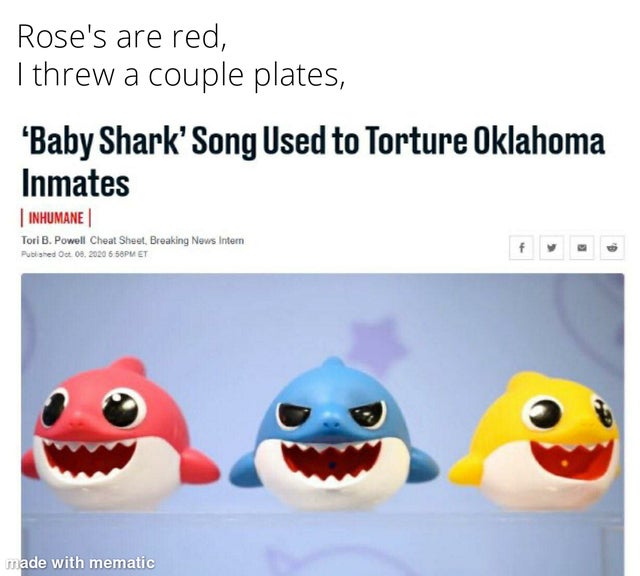 Rose's are red,
I threw a couple plates,
‘Baby Shark’ Song Used to Torture Oklahoma
Inmates
| INHUMANE |
Tori B. Powell Cheat Sheet, Breaking News Intern
Published Oct. 08, 2020 5:58PM ET
made with mematic